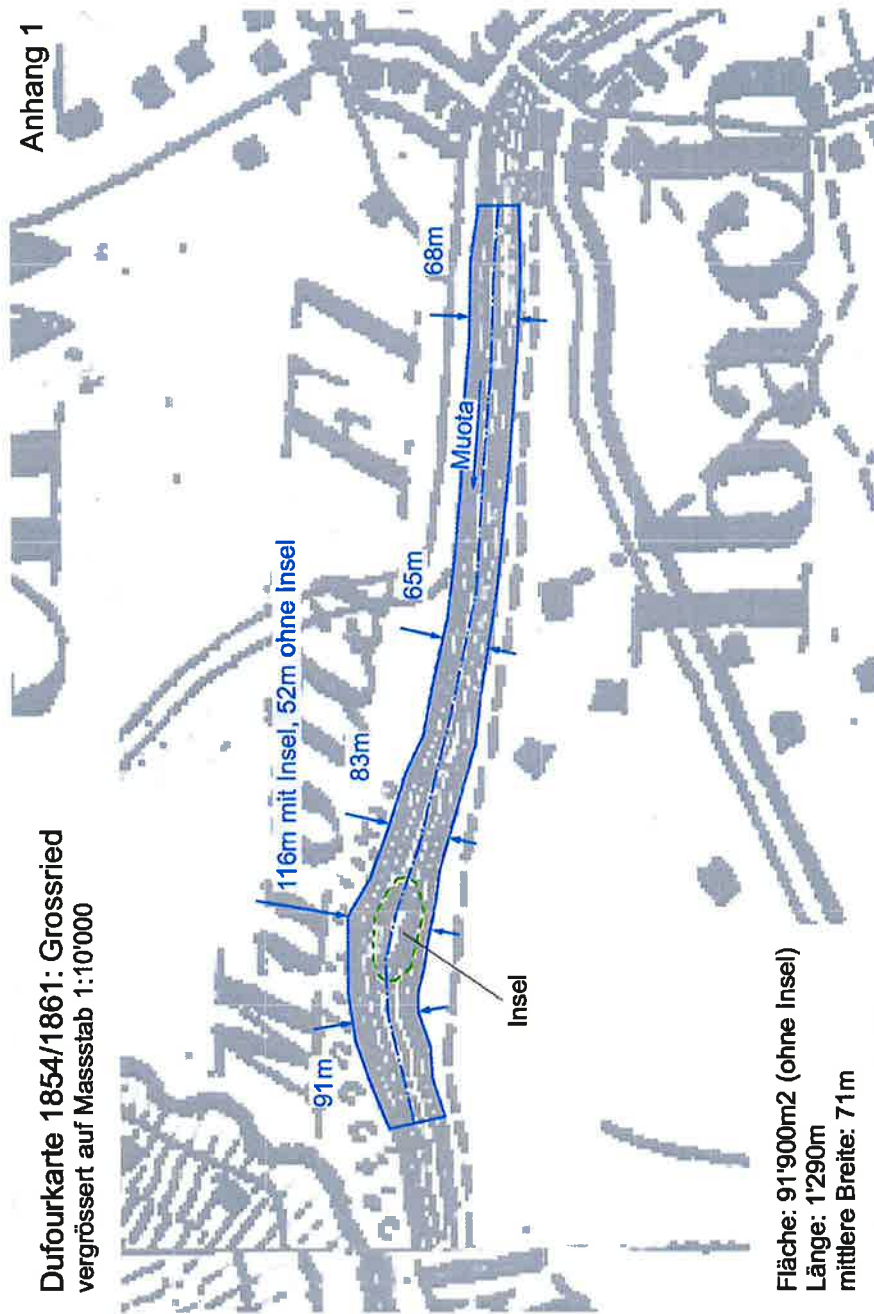 Anhang 1
Dufourkarte 1854/1861: Grossried
vergrössert auf Massstab 1:10'000
116m mit Insel, 52m ohne Insel
91m
83m
65m
68m
Muota
Insel
Ibach
Fläche: 91'900m2 (ohne Insel)
Länge: 1'290m
mittlere Breite: 71m